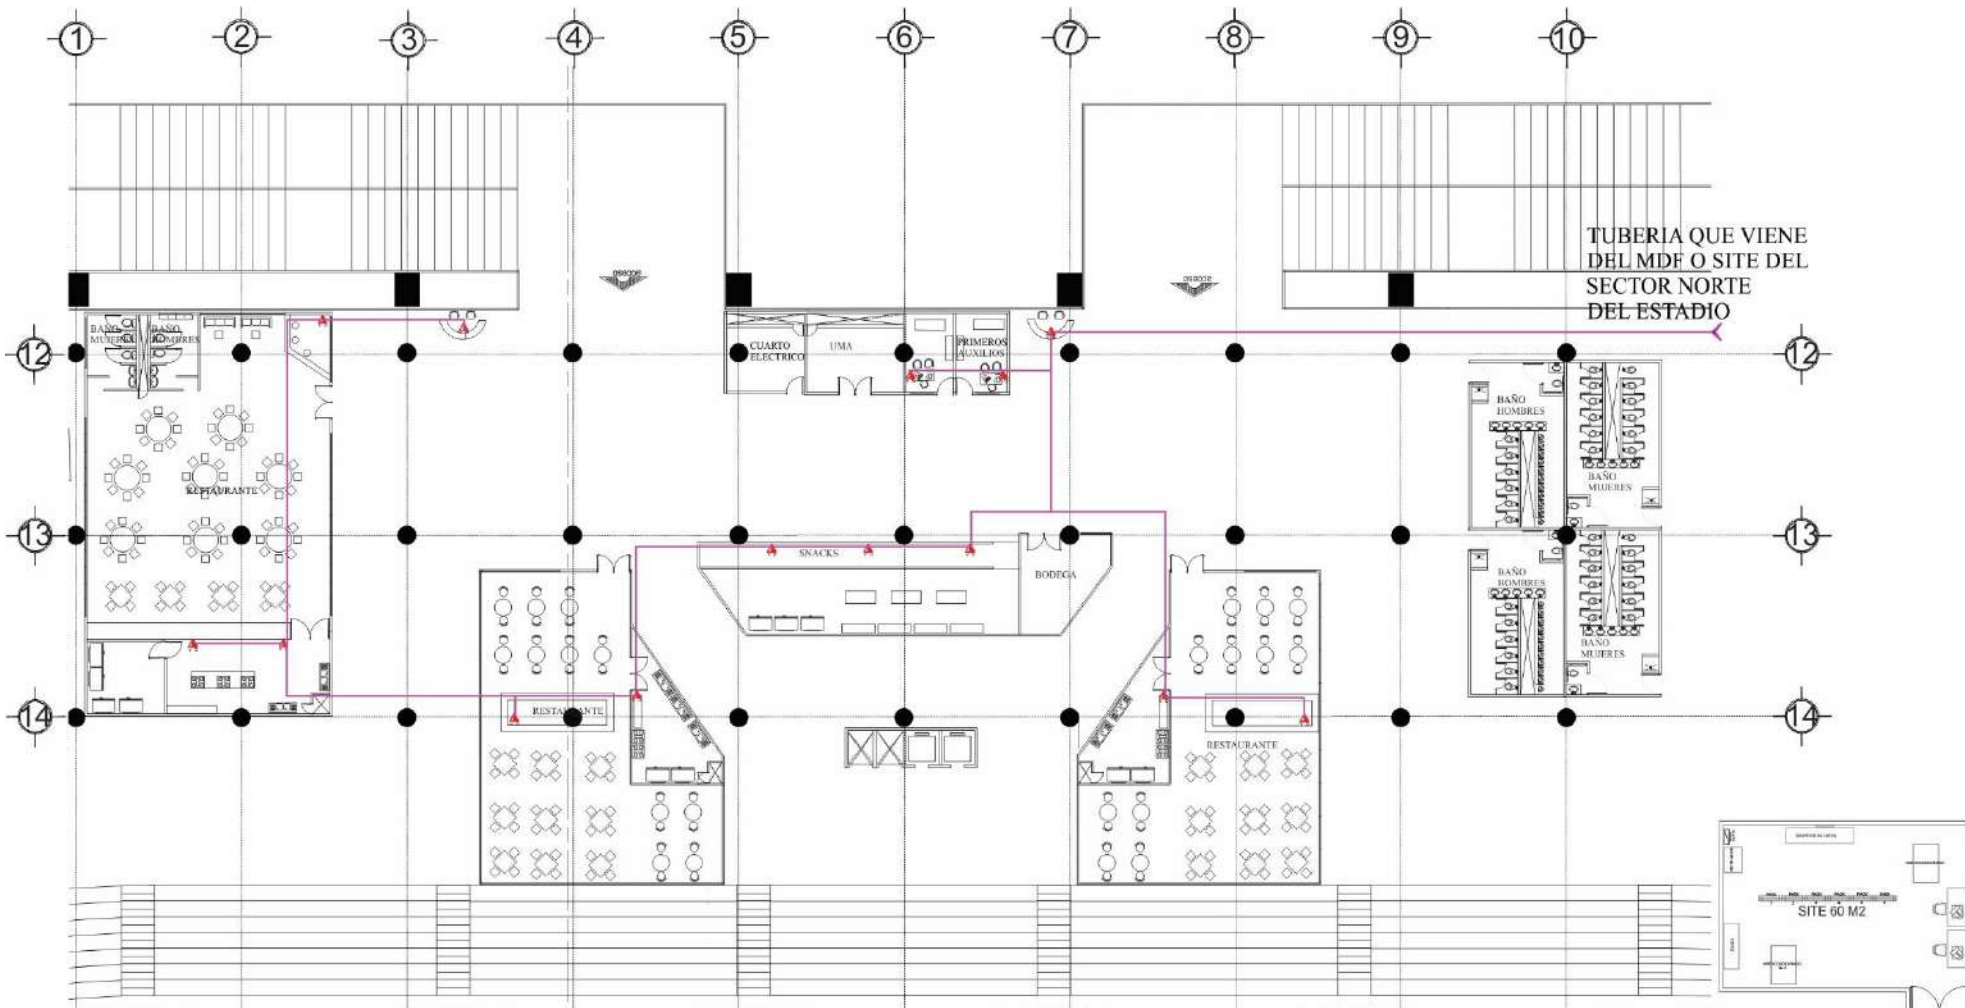 1 2 3 4 5 6 7 8 9 10
TUBERIA QUE VIENE
DEL MDF O SITE DEL
SECTOR NORTE
DEL ESTADIO
BAÑO
MUJERES
BAÑO
HOMBRES
CUARTO
ELECTRICO
UMA
PRIMEROS
AUXILIOS
12
12
BAÑO
HOMBRES
BAÑO
MUJERES
RESTAURANTE
13
13
SNACKS
BODEGA
BAÑO
HOMBRES
BAÑO
MUJERES
14
14
RESTAURANTE
RESTAURANTE
SITE 60 M2